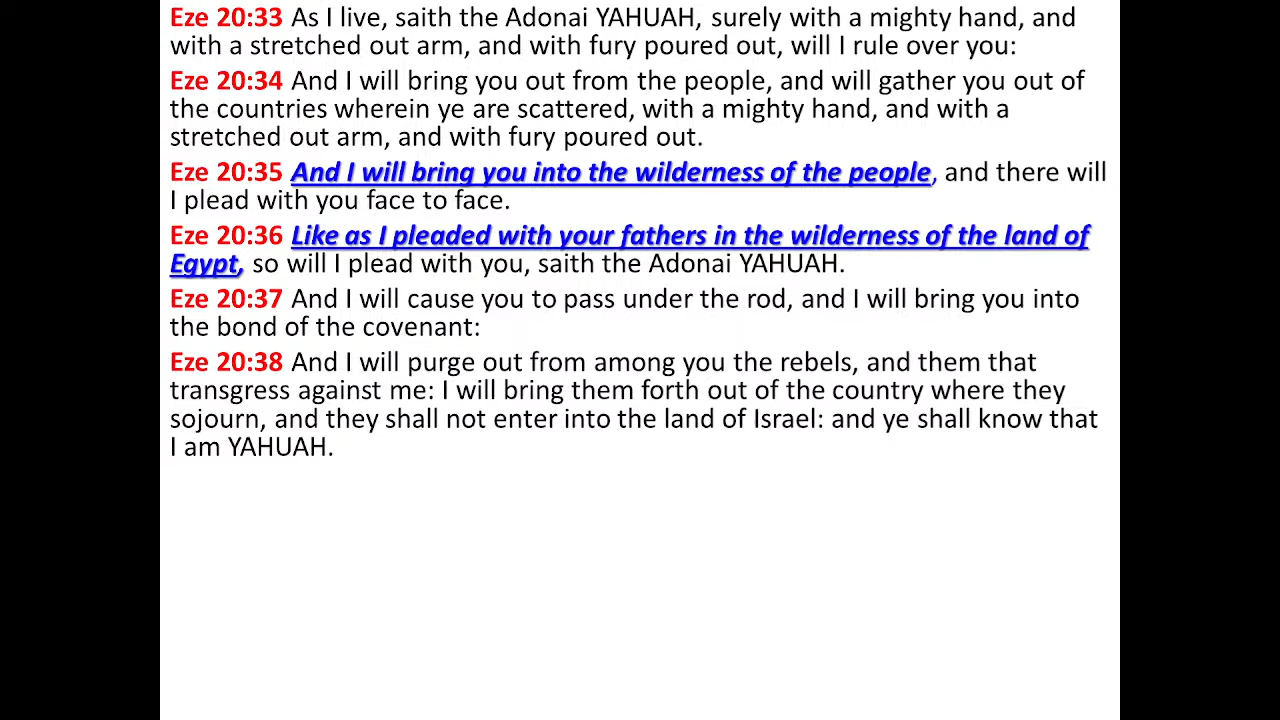 Eze 20:33 As I live, saith the Adonai YAHUAH, surely with a mighty hand, and
with a stretched out arm, and with fury poured out, will I rule over you:
Eze 20:34 And I will bring you out from the people, and will gather you out of
the countries wherein ye are scattered, with a mighty hand, and with a
stretched out arm, and with fury poured out.
Eze 20:35 And I will bring you into the wilderness of the people, and there will
I plead with you face to face.
Eze 20:36 Like as I pleaded with your fathers in the wilderness of the land of
Egypt, so will I plead with you, saith the Adonai YAHUAH.
Eze 20:37 And I will cause you to pass under the rod, and I will bring you into
the bond of the covenant:
Eze 20:38 And I will purge out from among you the rebels, and them that
transgress against me: I will bring them forth out of the country where they
sojourn, and they shall not enter into the land of Israel: and ye shall know that
I am YAHUAH.